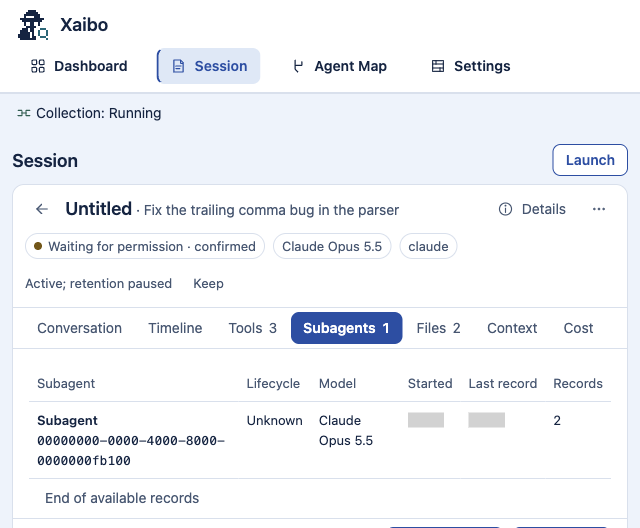 Xaibo
Dashboard Session Agent Map Settings
Collection: Running
Session Launch
Untitled · Fix the trailing comma bug in the parser Details ···
Waiting for permission · confirmed Claude Opus 5.5 claude
Active; retention paused Keep
Conversation Timeline Tools 3 Subagents 1 Files 2 Context Cost
Subagent Lifecycle Model Started Last record Records
Subagent Unknown Claude 2
00000000-0000-4000-8000- Opus 5.5
0000000fb100
End of available records